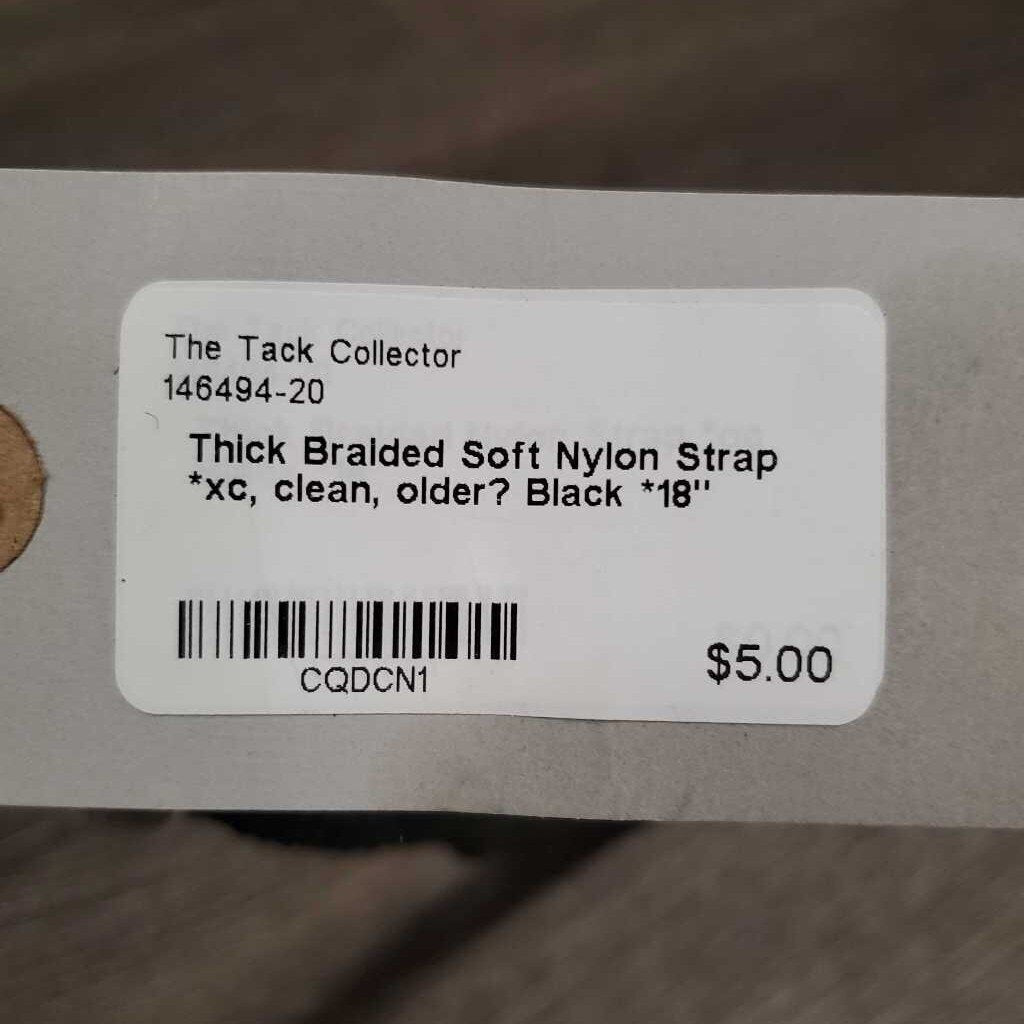 The Tack Collector
146494-20
Thick Braided Soft Nylon Strap
*xc, clean, older? Black *18"
CQDCN1
$5.00